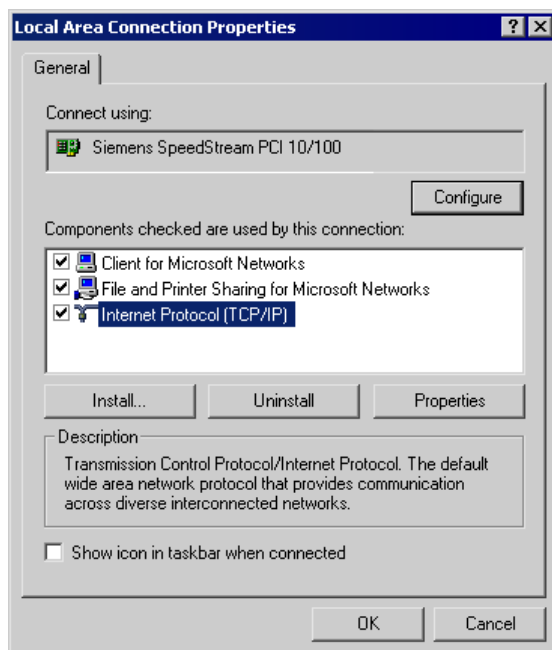 Local Area Connection Properties
General
Connect using:
Siemens SpeedStream PCI 10/100
Configure
Components checked are used by this connection:
Client for Microsoft Networks
File and Printer Sharing for Microsoft Networks
Internet Protocol (TCP/IP)
Install...
Uninstall
Properties
Description
Transmission Control Protocol/Internet Protocol. The default
wide area network protocol that provides communication
across diverse interconnected networks.
Show icon in taskbar when connected
OK
Cancel